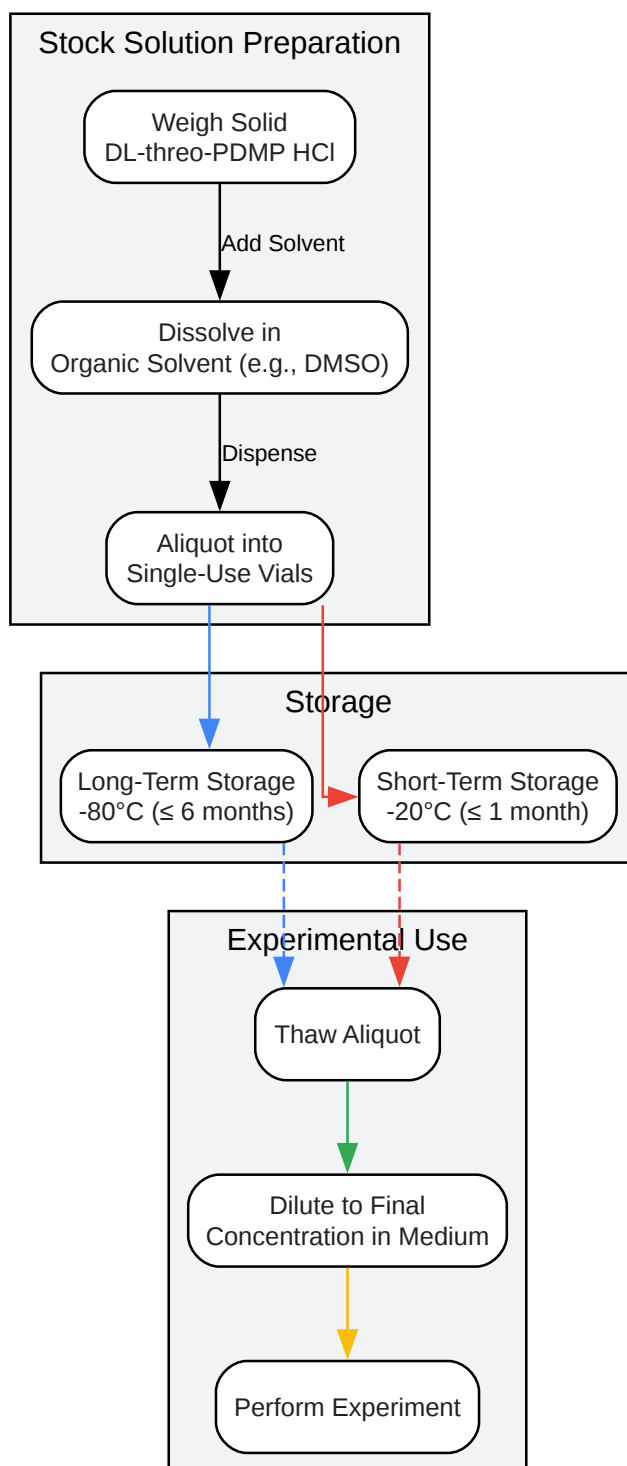 Stock Solution Preparation
Weigh Solid
DL-threo-PDMP HCl
Add Solvent
Dissolve in
Organic Solvent (e.g., DMSO)
Dispense
Aliquot into
Single-Use Vials
Storage
Long-Term Storage
-80°C (≤ 6 months)
Short-Term Storage
-20°C (≤ 1 month)
Experimental Use
Thaw Aliquot
Dilute to Final
Concentration in Medium
Perform Experiment